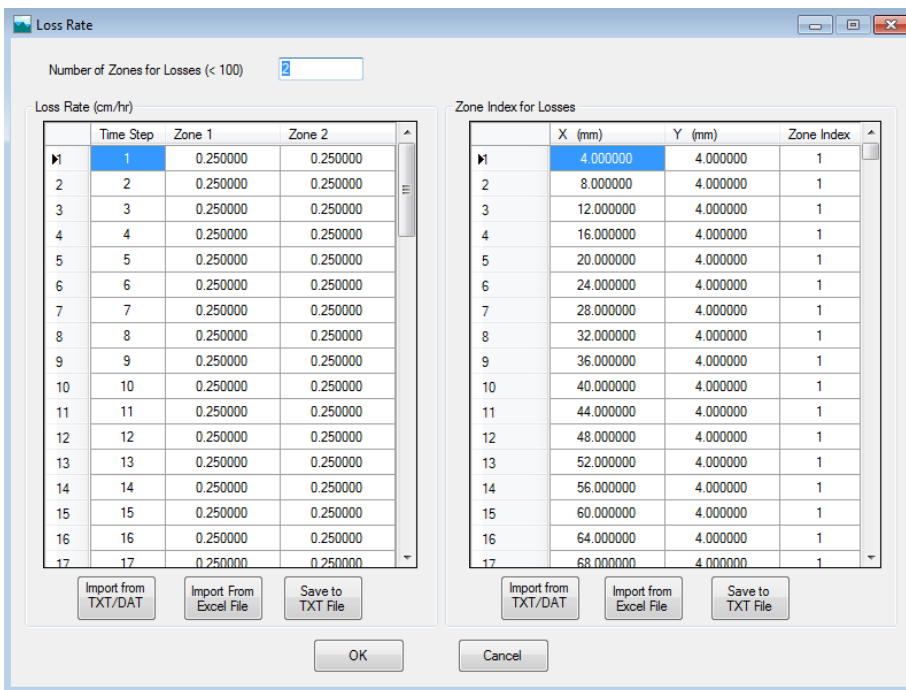 Loss Rate
Number of Zones for Losses (< 100) 2
Loss Rate (cm/hr)
Time Step Zone 1 Zone 2
1 1 0.250000 0.250000
2 2 0.250000 0.250000
3 3 0.250000 0.250000
4 4 0.250000 0.250000
5 5 0.250000 0.250000
6 6 0.250000 0.250000
7 7 0.250000 0.250000
8 8 0.250000 0.250000
9 9 0.250000 0.250000
10 10 0.250000 0.250000
11 11 0.250000 0.250000
12 12 0.250000 0.250000
13 13 0.250000 0.250000
14 14 0.250000 0.250000
15 15 0.250000 0.250000
16 16 0.250000 0.250000
17 17 0.250000 0.250000
Import from TXT/DAT
Import From Excel File
Save to TXT File
Zone Index for Losses
X (mm) Y (mm) Zone Index
1 4.000000 4.000000 1
2 8.000000 4.000000 1
3 12.000000 4.000000 1
4 16.000000 4.000000 1
5 20.000000 4.000000 1
6 24.000000 4.000000 1
7 28.000000 4.000000 1
8 32.000000 4.000000 1
9 36.000000 4.000000 1
10 40.000000 4.000000 1
11 44.000000 4.000000 1
12 48.000000 4.000000 1
13 52.000000 4.000000 1
14 56.000000 4.000000 1
15 60.000000 4.000000 1
16 64.000000 4.000000 1
17 68.000000 4.000000 1
Import from TXT/DAT
Import from Excel File
Save to TXT File
OK
Cancel